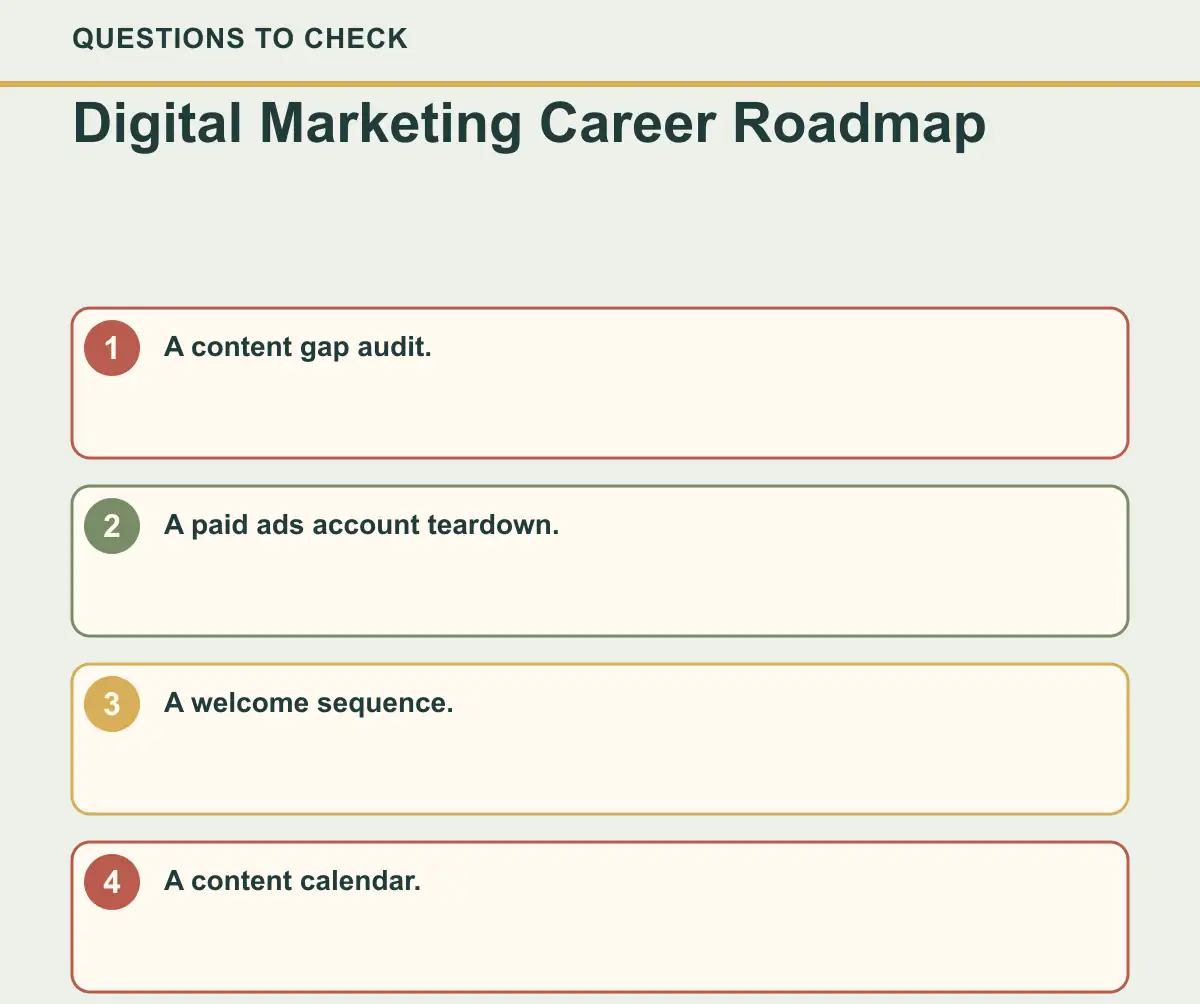 QUESTIONS TO CHECK
Digital Marketing Career Roadmap
1 A content gap audit.
2 A paid ads account teardown.
3 A welcome sequence.
4 A content calendar.